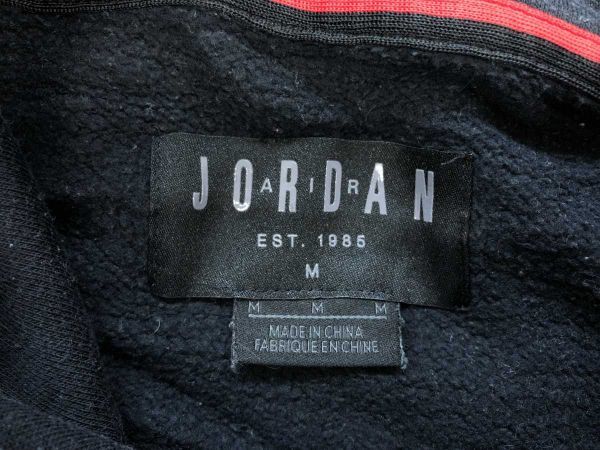 JORDAN
AIR
EST. 1985
M
M M M
MADE IN CHINA
FABRIQUE EN CHINE